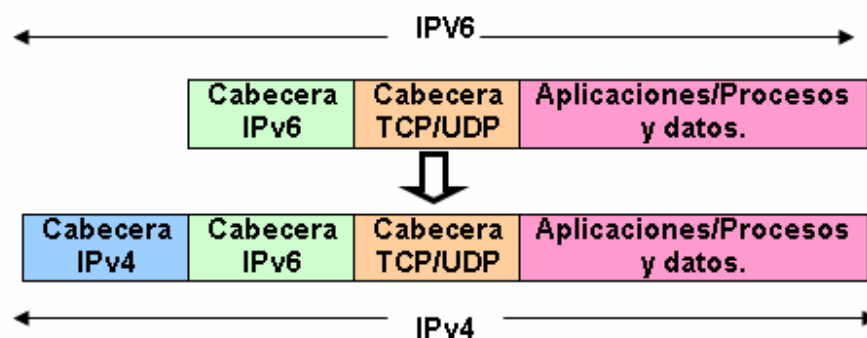 IPV6
Cabecera IPv6
Cabecera TCP/UDP
Aplicaciones/Procesos y datos.
Cabecera IPv4
Cabecera IPv6
Cabecera TCP/UDP
Aplicaciones/Procesos y datos.
IPv4